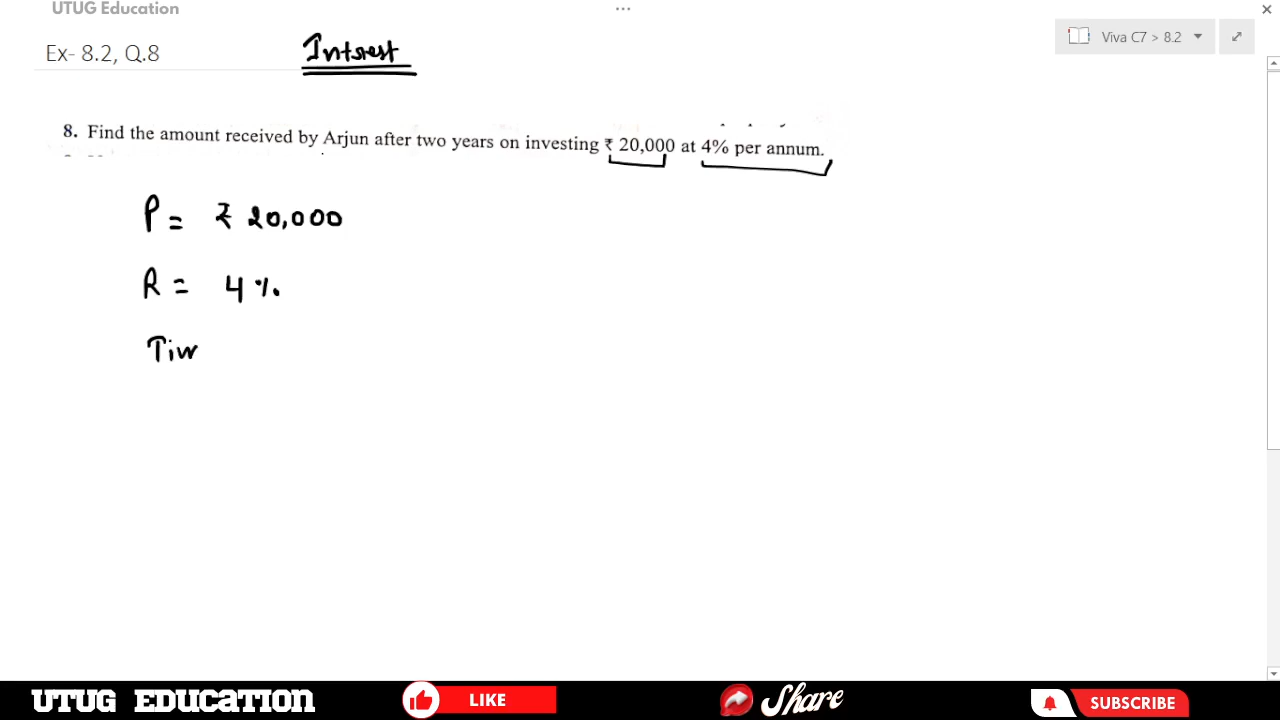 UTUG Education
...
Ex- 8.2, Q.8
Interest
Viva C7 > 8.2
8. Find the amount received by Arjun after two years on investing ₹ 20,000 at 4% per annum.
P = ₹ 20,000
R = 4%
Tim
UTUG EDUCATION
LIKE
Share
SUBSCRIBE